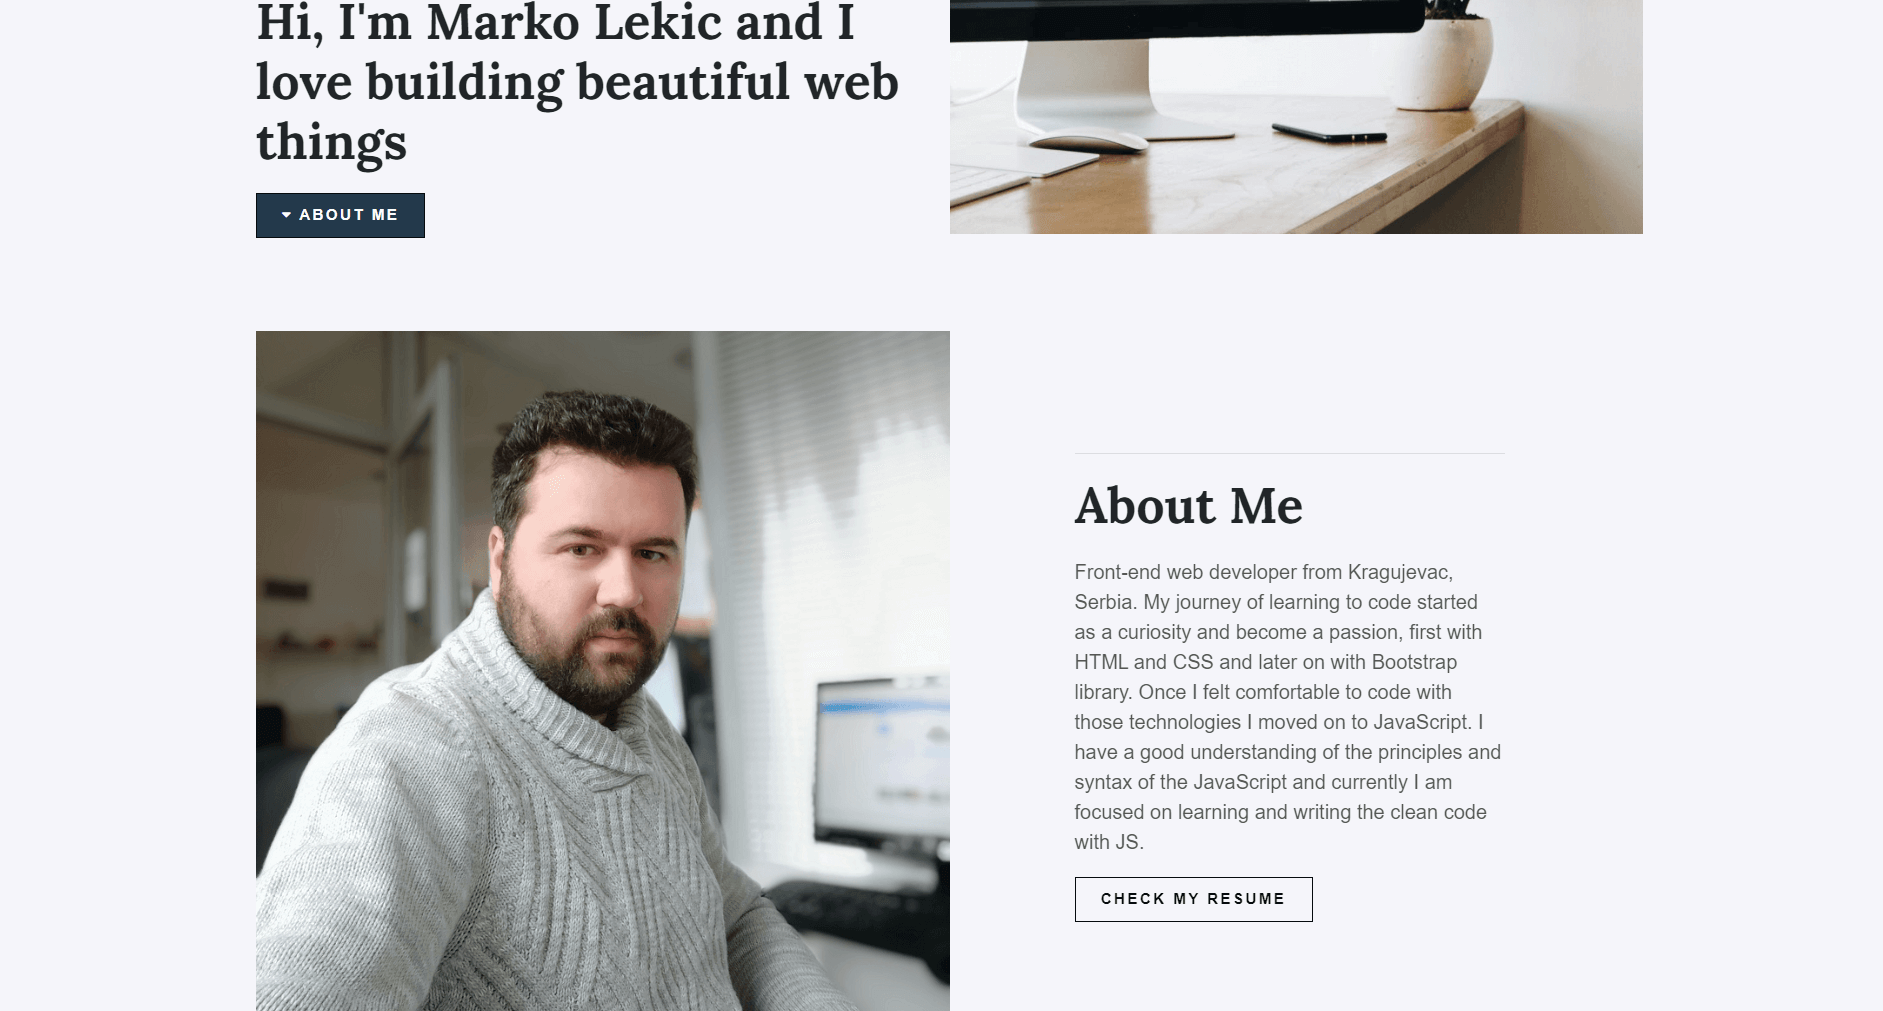 Hi, I'm Marko Lekic and I
love building beautiful web
things
ABOUT ME
About Me
Front-end web developer from Kragujevac,
Serbia. My journey of learning to code started
as a curiosity and become a passion, first with
HTML and CSS and later on with Bootstrap
library. Once I felt comfortable to code with
those technologies I moved on to JavaScript. I
have a good understanding of the principles and
syntax of the JavaScript and currently I am
focused on learning and writing the clean code
with JS.
CHECK MY RESUME